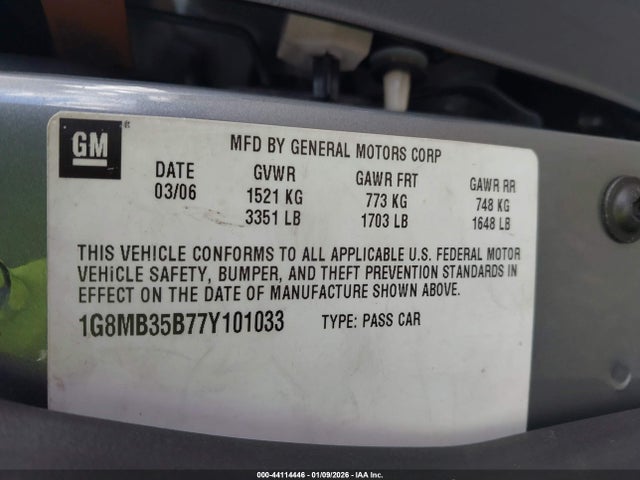 GM
MFD BY GENERAL MOTORS CORP
DATE GVWR GAWR FRT GAWR RR
03/06 1521 KG 773 KG 748 KG
3351 LB 1703 LB 1648 LB
THIS VEHICLE CONFORMS TO ALL APPLICABLE U.S. FEDERAL MOTOR
VEHICLE SAFETY, BUMPER, AND THEFT PREVENTION STANDARDS IN
EFFECT ON THE DATE OF MANUFACTURE SHOWN ABOVE.
1G8MB35B77Y101033 TYPE: PASS CAR
000-44114446 - 01/09/2026 - IAA Inc.